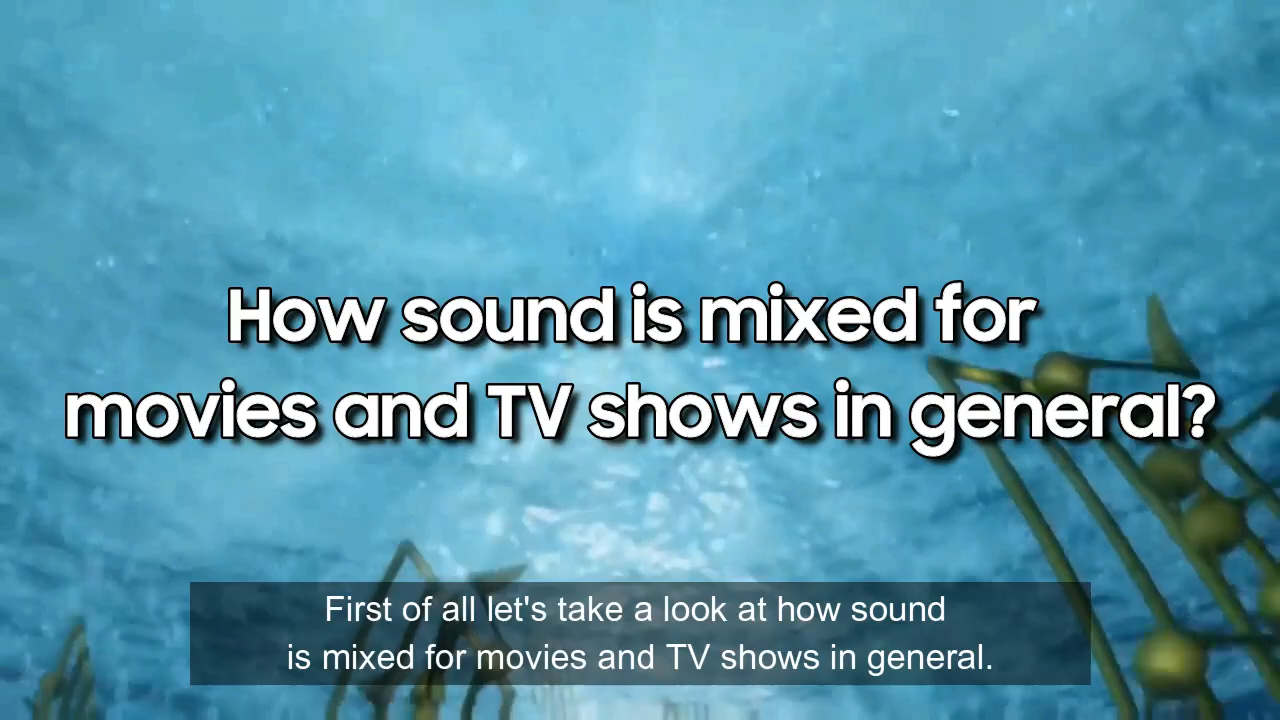 How sound is mixed for
movies and TV shows in general?
First of all let's take a look at how sound
is mixed for movies and TV shows in general.